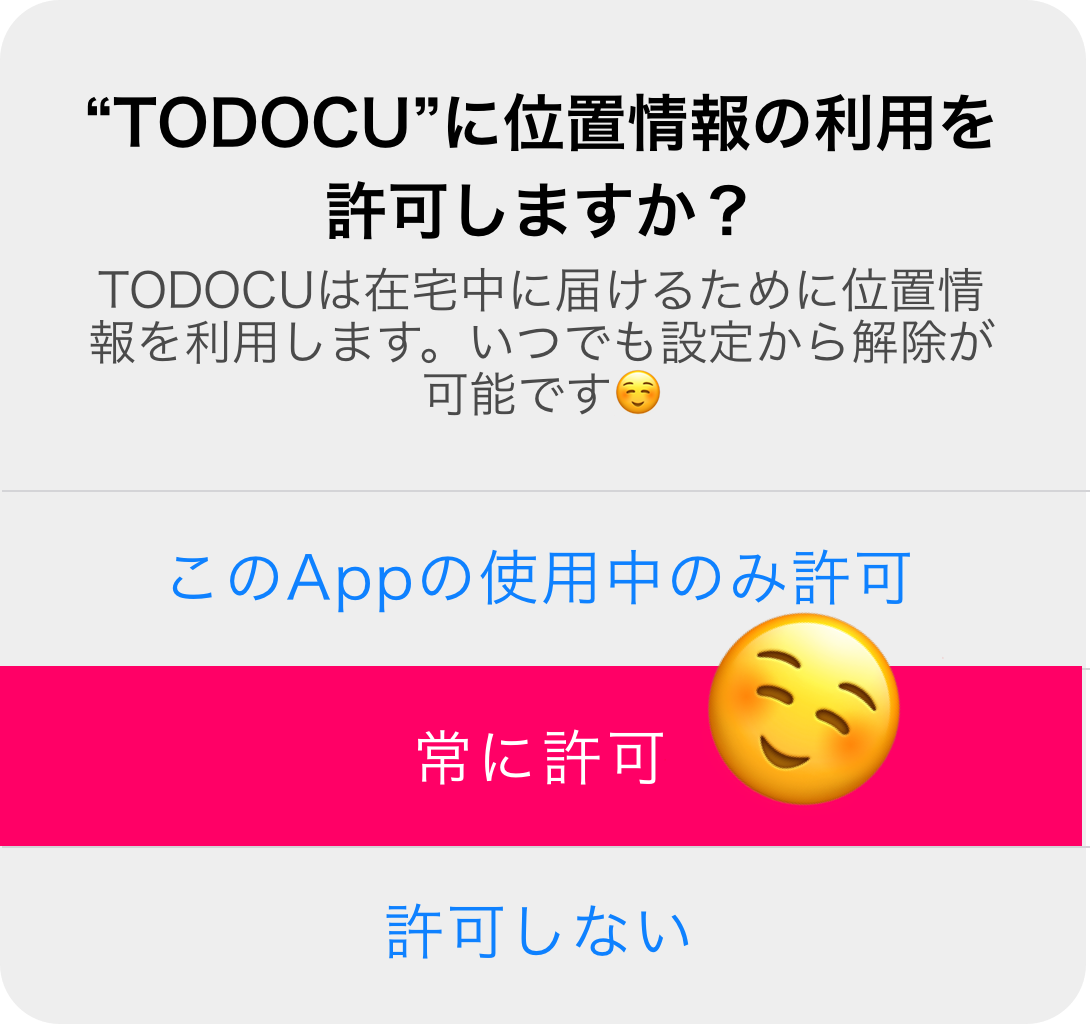 “TODOCU”に位置情報の利用を
許可しますか？
TODOCUは在宅中に届けるために位置情
報を利用します。いつでも設定から解除が
可能です☺️
このAppの使用中のみ許可
常に許可
許可しない